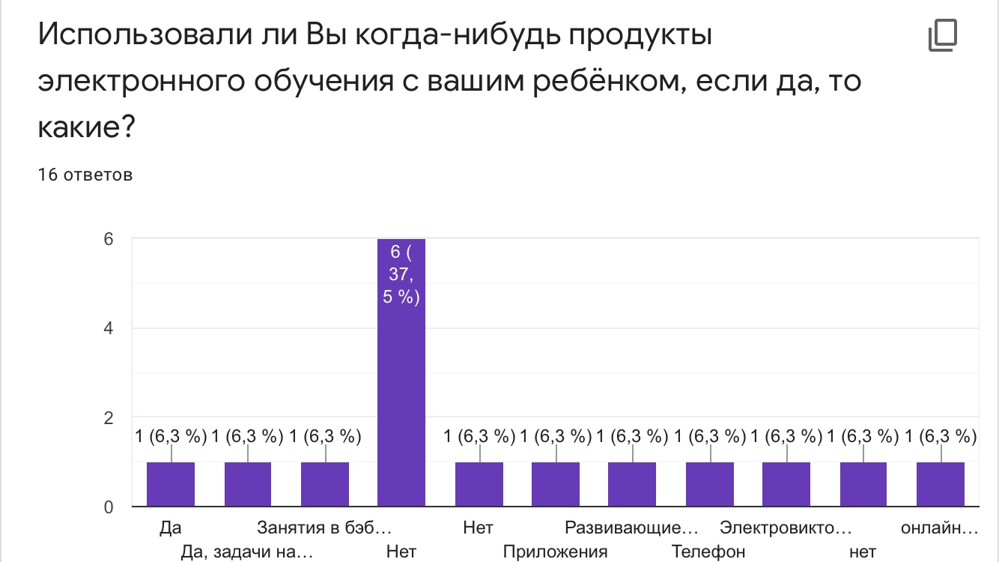 Использовали ли Вы когда-нибудь продукты
электронного обучения с вашим ребёнком, если да, то
какие?
16 ответов
6
6 (
37,
5 %)
4
2
1 (6,3 %) 1 (6,3 %) 1 (6,3 %) 1 (6,3 %) 1 (6,3 %) 1 (6,3 %) 1 (6,3 %) 1 (6,3 %) 1 (6,3 %) 1 (6,3 %)
0
Да Занятия в бэб… Нет Развивающие… Электровикто… онлайн…
Да, задачи на… Нет Приложения Телефон нет